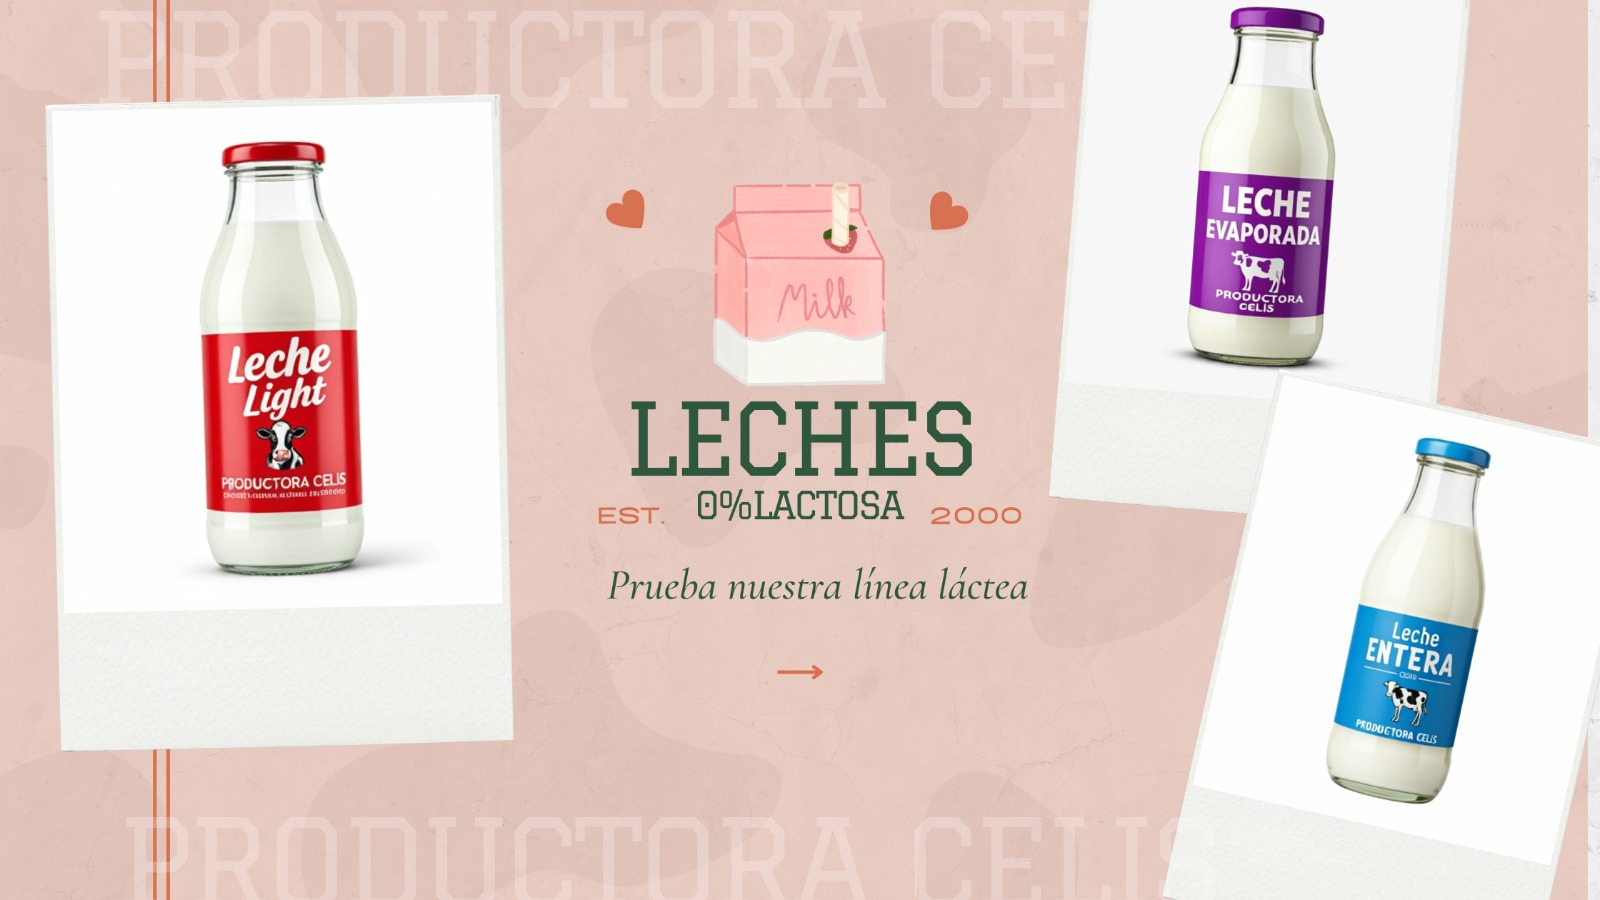 PRODUCTORA CE
Leche
Light
PRODUCTORA CELIS
Milk
LECHES
0%LACTOSA
EST. 2000
Prueba nuestra línea láctea
LECHE
EVAPORADA
PRODUCTORA
CELIS
Leche
ENTERA
PRODUCTORA CELIS
PRODUCTORA CELIS